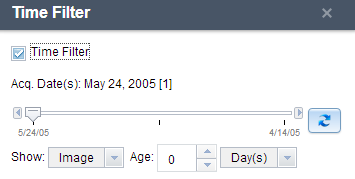 Time Filter
Time Filter
Acq. Date(s): May 24, 2005 [1]
5/24/05 4/14/05
Show: Image Age: 0 Day(s)